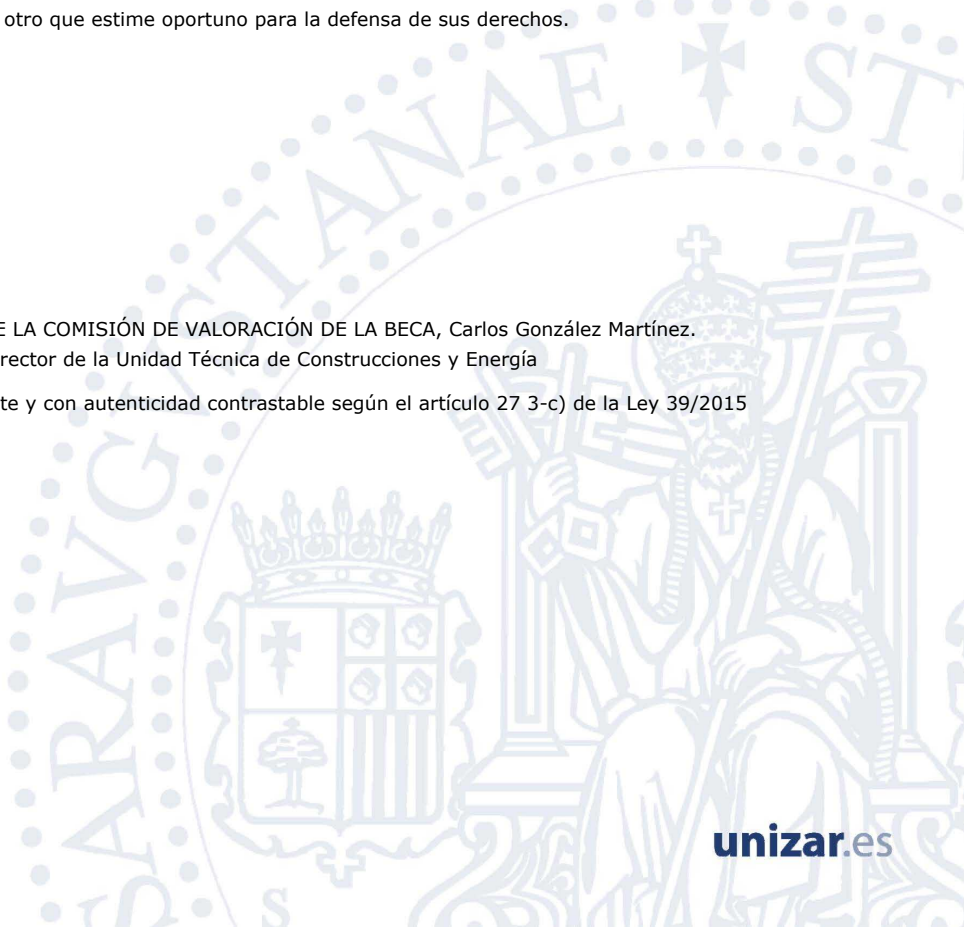 otro que estime oportuno para la defensa de sus derechos.
E LA COMISIÓN DE VALORACIÓN DE LA BECA, Carlos González Martínez.
rector de la Unidad Técnica de Construcciones y Energía
te y con autenticidad contrastable según el artículo 27 3-c) de la Ley 39/2015
SARAVGVSTANAE ST
S
unizar.es